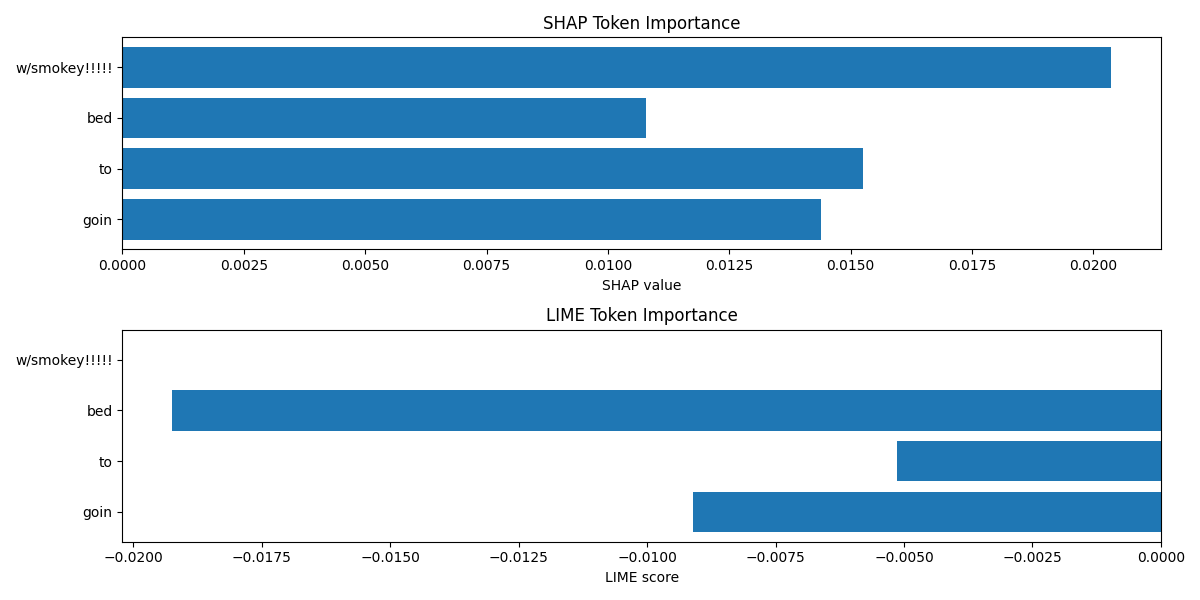 SHAP Token Importance
w/smokey!!!!!
bed
to
goin
0.0000 0.0025 0.0050 0.0075 0.0100 0.0125 0.0150 0.0175 0.0200
SHAP value
LIME Token Importance
w/smokey!!!!!
bed
to
goin
−0.0200 −0.0175 −0.0150 −0.0125 −0.0100 −0.0075 −0.0050 −0.0025 0.0000
LIME score